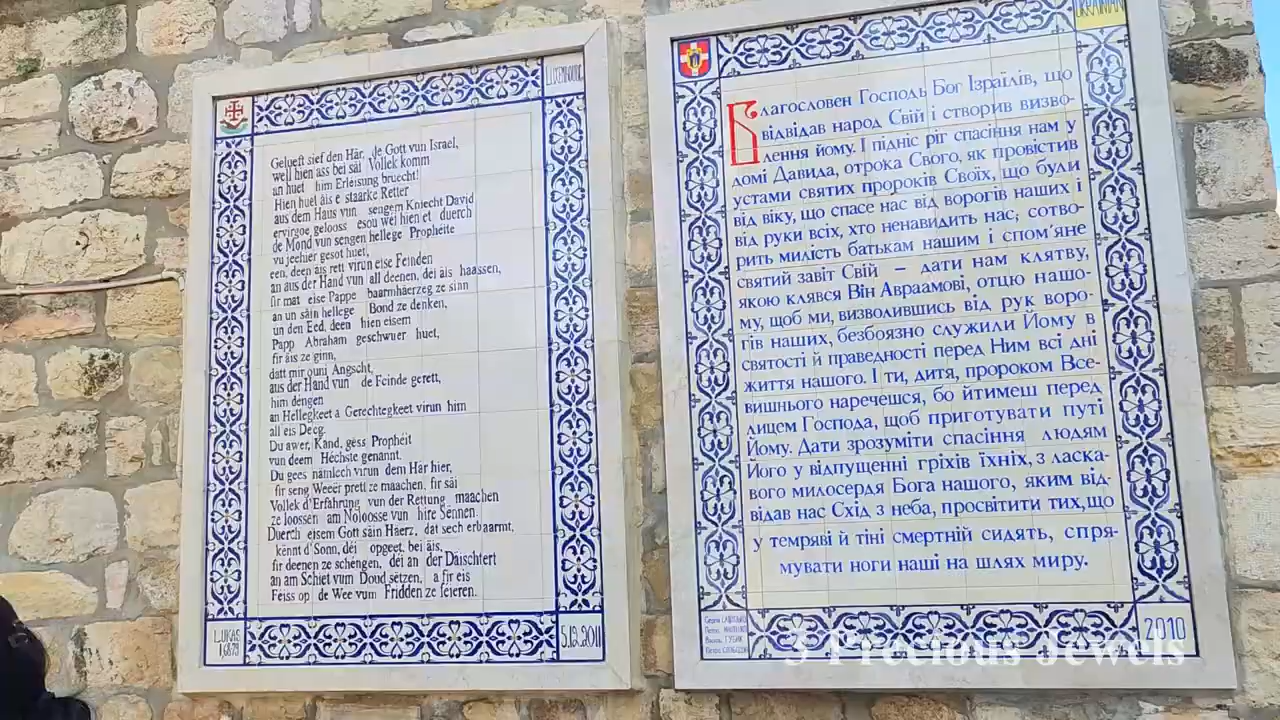 LUXEMBOURG
Gelueft sief den Här, de Gott vun Israel,
well hien ass bei säi Vollek komm
an huet him Erléisung bruecht!
Hien huet äis e staarke Retter
aus dem Haus vun sengem Kniecht David
ervirgoe gelooss esou wéi hien et duerch
de Mond vun sengen hellege Prophéite
vu jeehier gesot huet,
een, deen äis rett virun eise Feinden
an aus der Hand vun all deenen, déi äis haassen,
fir mat eise Pappe baarmhäerzeg ze sinn
an un säin hellege Bond ze denken,
un den Eed, deen hien eisem
Papp Abraham geschwuer huet,
fir äis ze ginn,
datt mir ouni Angscht,
aus der Hand vun de Feinde gerett,
him dengen
an Hellegkeet a Gerechtegkeet virun him
all eis Deeg.
Du awer, Kand, gëss Prophéit
vun deem Héchste genannt.
Du gees nämlech virun dem Här hier,
fir seng Weeër prett ze maachen, fir säi
Vollek d'Erfahrung vun der Rettung maachen
ze loossen am Noloosse vun hire Sënnen.
Duerch eisem Gott säin Häerz, dat sech erbaarmt,
kënnt d'Sonn, déi opgeet, bei äis,
fir deenen ze schéngen, déi an der Däischtert
an am Schiet vum Doud setzen, a fir eis
Féiss op de Wee vum Fridden ze leieren.
LUKAS
1,68-79
5.12.2011
UKRAINIAN
Благословен Господь Бог Ізраїлів, що
відвідав народ Свій і створив визво-
лення йому. І підніс ріг спасіння нам у
домі Давида, отрока Свого, як провістив
устами святих пророків Своїх, що були
від віку, що спасе нас від ворогів наших і
від руки всіх, хто ненавидить нас; сотво-
рить милість батькам нашим і спом'яне
святий завіт Свій – дати нам клятву,
якою клявся Він Авраамові, отцю нашо-
му, щоб ми, визволившись від рук воро-
гів наших, безбоязно служили Йому в
святості й праведності перед Ним всі дні
життя нашого. І ти, дитя, пророком Все-
вишнього наречешся, бо йтимеш перед
лицем Господа, щоб приготувати путі
Йому. Дати зрозуміти спасіння людям
Його у відпущенні гріхів їхніх, з ласка-
вого милосердя Бога нашого, яким від-
відав нас Схід з неба, просвітити тих, що
у темряві й тіні смертній сидять, спря-
мувати ноги наші на шлях миру.
2010
3 Precious Jewels